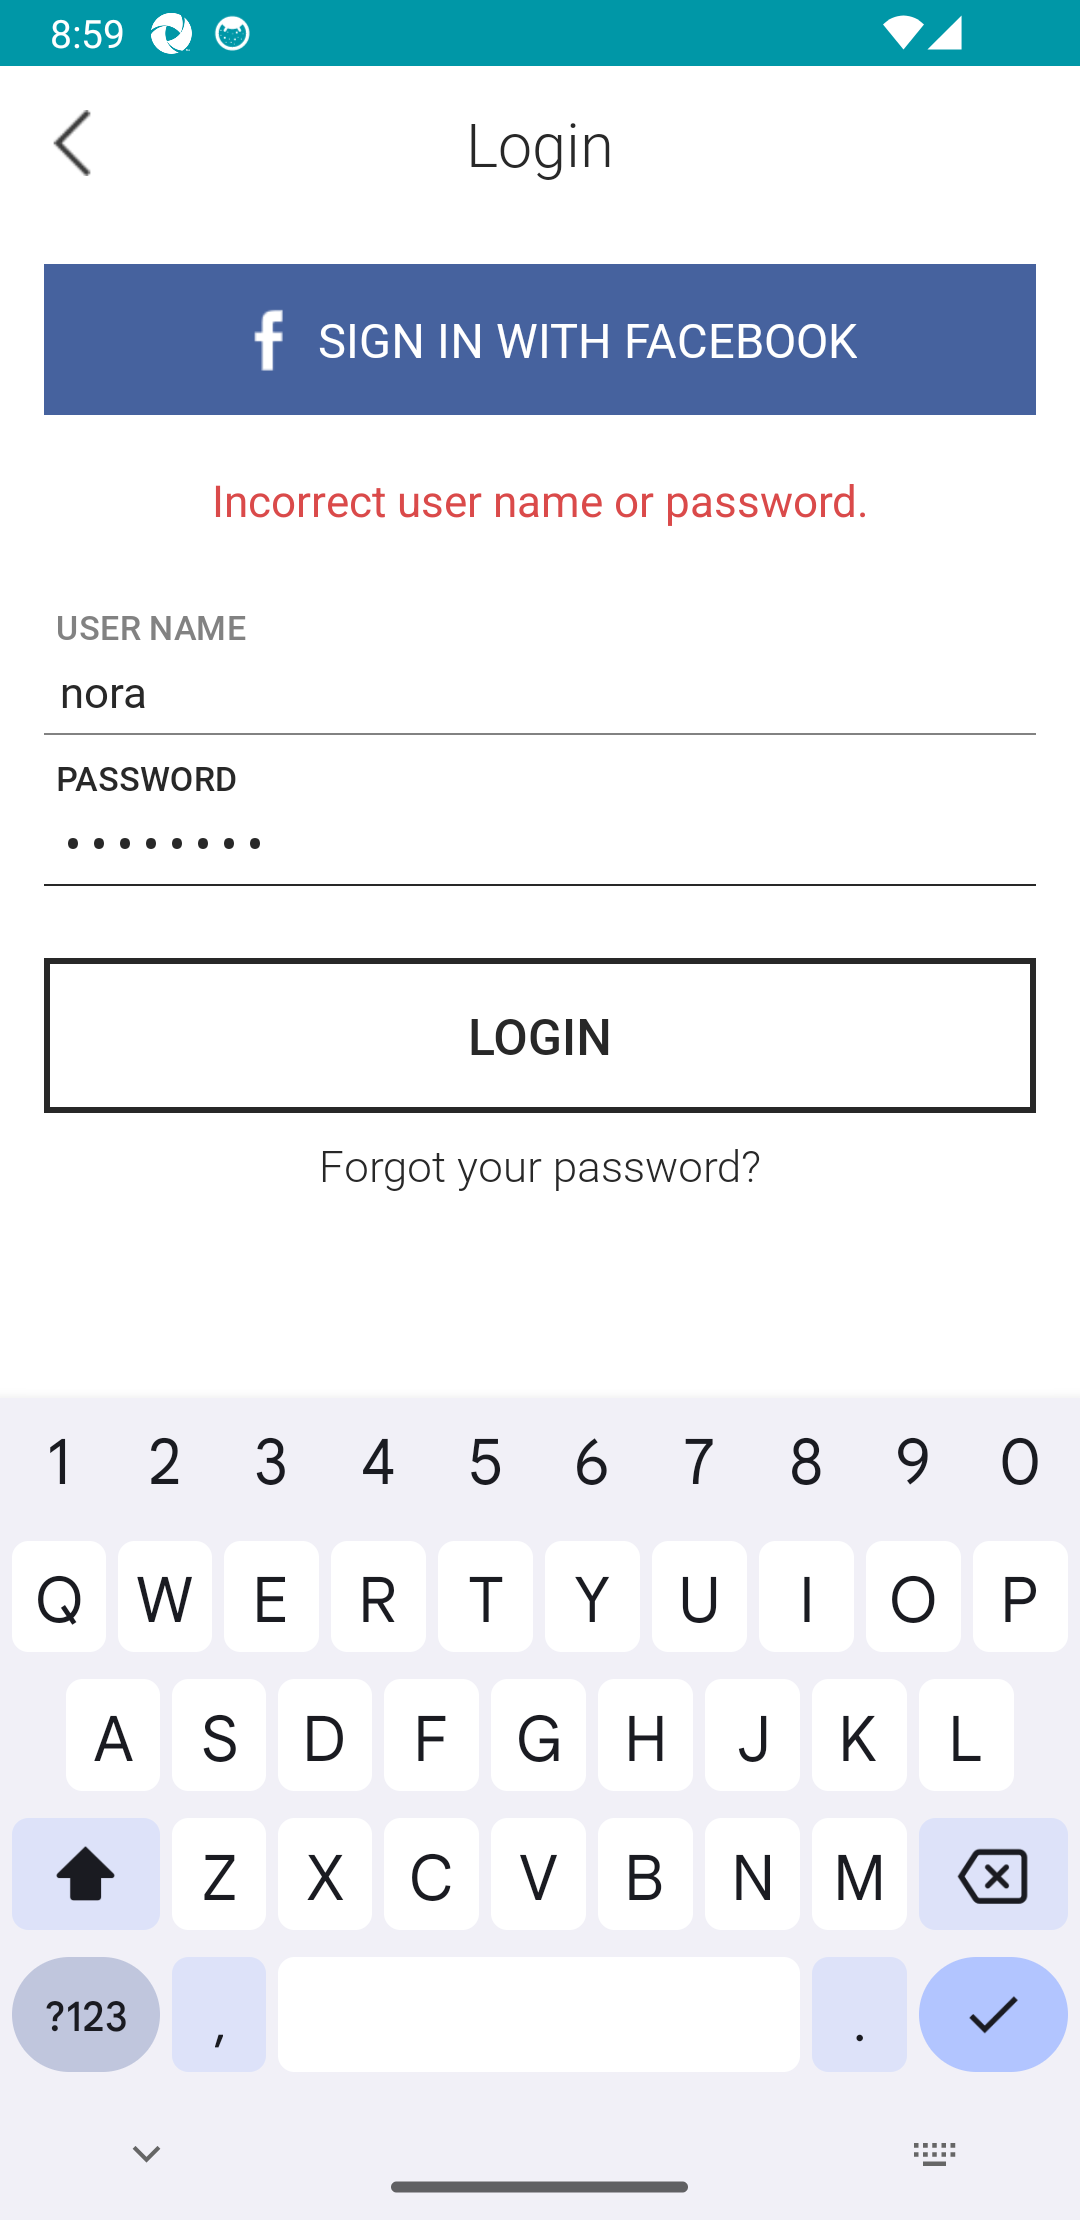 8:59
Login
f SIGN IN WITH FACEBOOK
Incorrect user name or password.
USER NAME
nora
PASSWORD
••••••••
LOGIN
Forgot your password?
1 2 3 4 5 6 7 8 9 0
Q W E R T Y U I O P
A S D F G H J K L
Z X C V B N M
?123 , .